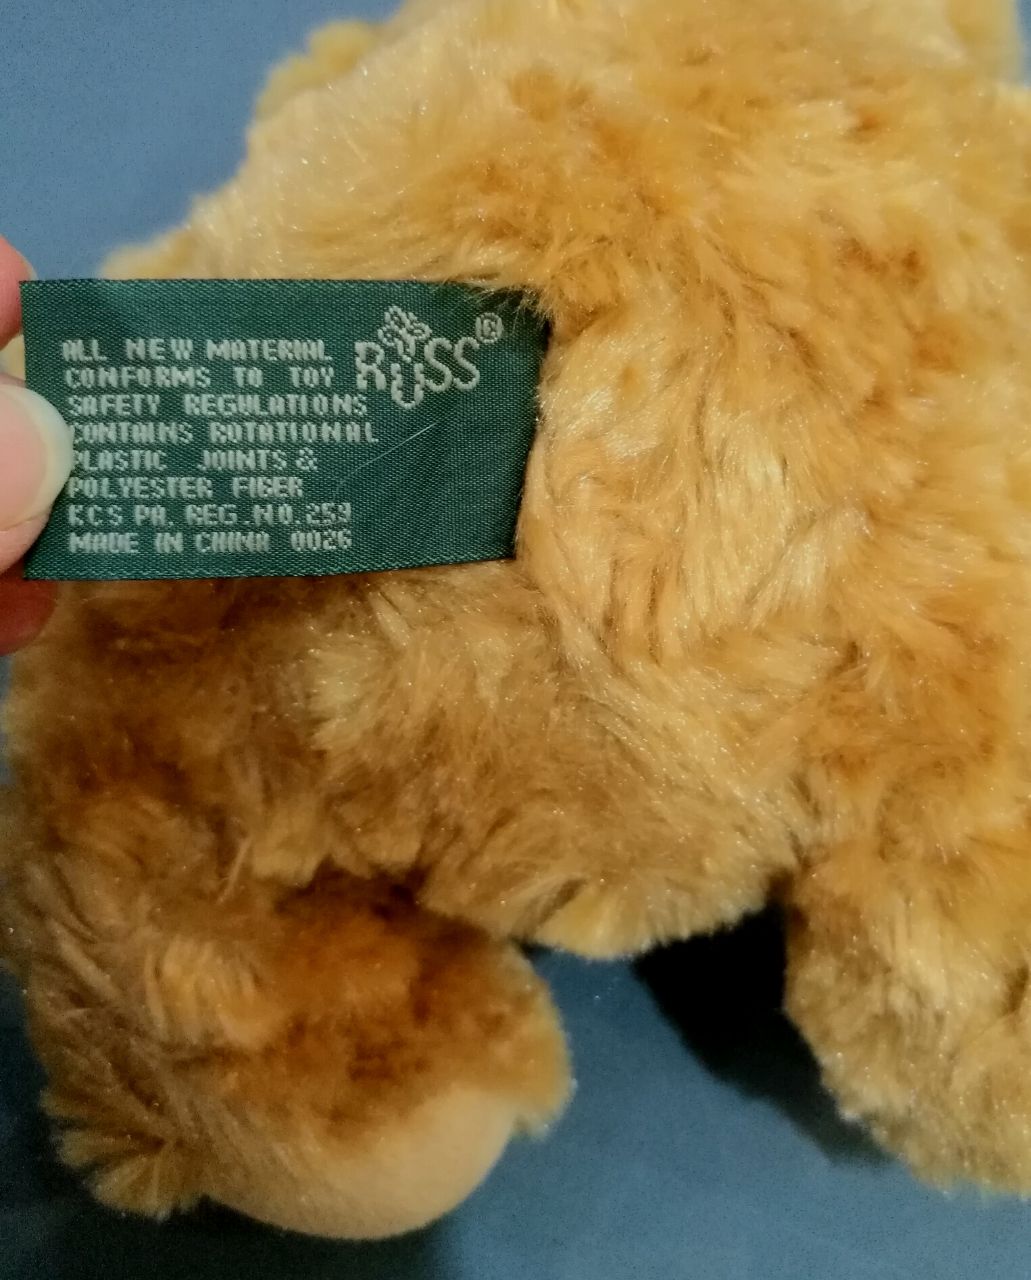 RUSS®
ALL NEW MATERIAL
CONFORMS TO TOY
SAFETY REGULATIONS
CONTAINS ROTATIONAL
PLASTIC JOINTS &
POLYESTER FIBER
KCS PA. REG. NO. 259
MADE IN CHINA 0026